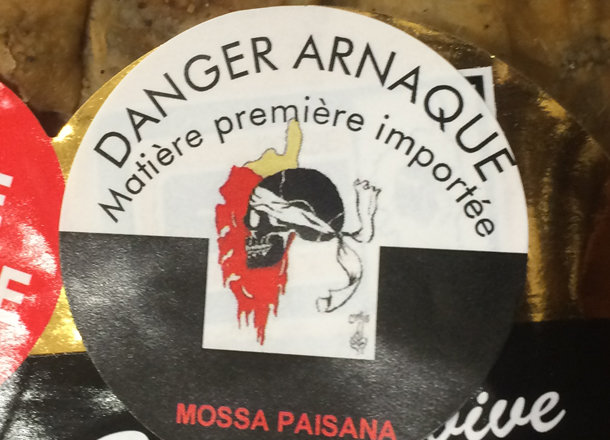 DANGER ARNAQUE
Matière première importée
MOSSA PAISANA